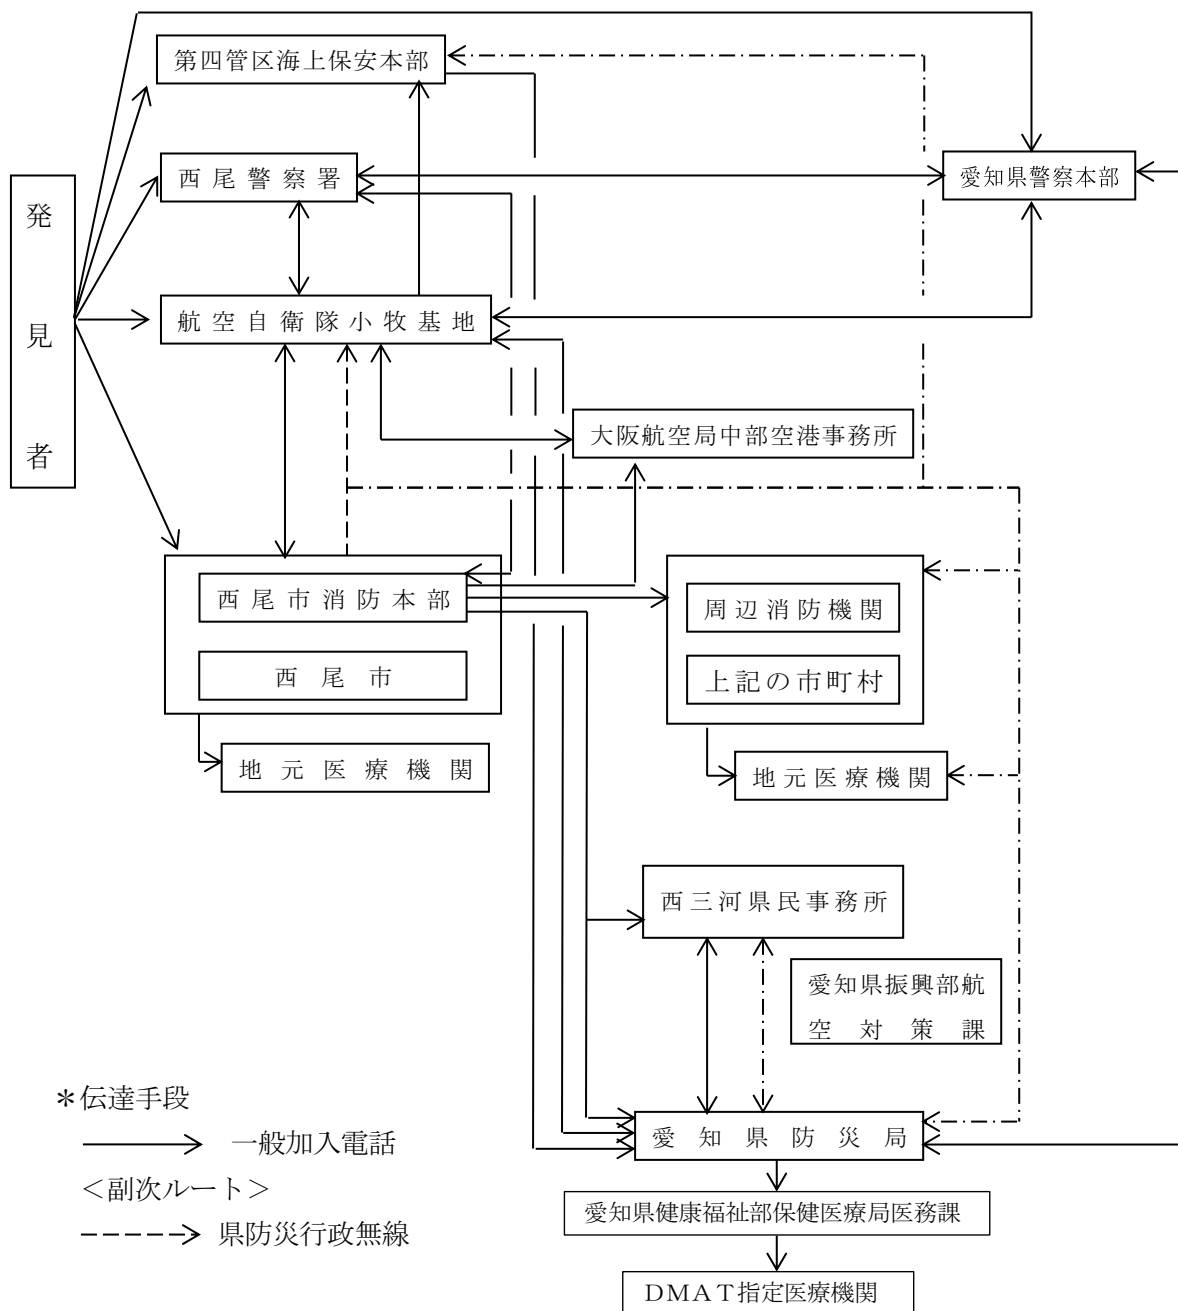 第四管区海上保安本部
西尾警察署
愛知県警察本部
発見者
航空自衛隊小牧基地
大阪航空局中部空港事務所
西尾市消防本部
周辺消防機関
西尾市
上記の市町村
地元医療機関
地元医療機関
西三河県民事務所
愛知県振興部航
空対策課
＊伝達手段
一般加入電話
＜副次ルート＞
県防災行政無線
愛知県防災局
愛知県健康福祉部保健医療局医務課
ＤＭＡＴ指定医療機関